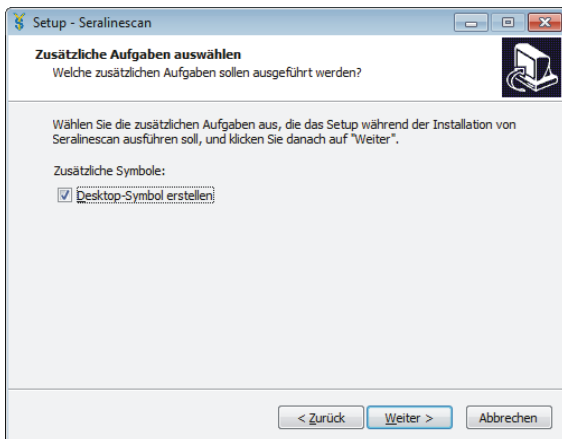 Setup - Seralinescan
Zusätzliche Aufgaben auswählen
Welche zusätzlichen Aufgaben sollen ausgeführt werden?
Wählen Sie die zusätzlichen Aufgaben aus, die das Setup während der Installation von
Seralinescan ausführen soll, und klicken Sie danach auf "Weiter".
Zusätzliche Symbole:
Desktop-Symbol erstellen
< Zurück Weiter > Abbrechen